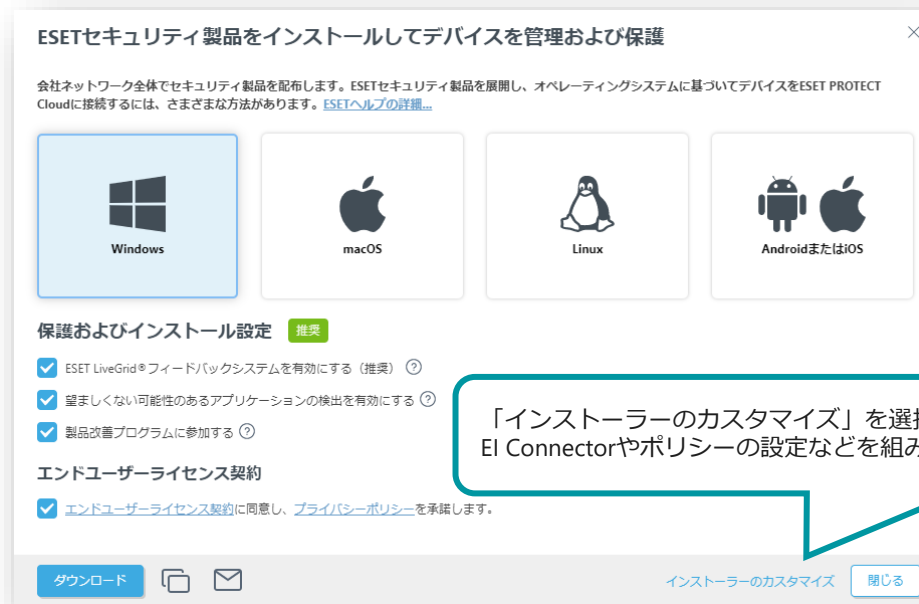 ESETセキュリティ製品をインストールしてデバイスを管理および保護
会社ネットワーク全体でセキュリティ製品を配布します。ESETセキュリティ製品を展開し、オペレーティングシステムに基づいてデバイスをESET PROTECT
Cloudに接続するには、さまざまな方法があります。ESETヘルプの詳細...
Windows
macOS
Linux
AndroidまたはiOS
保護およびインストール設定 推奨
ESET LiveGrid®フィードバックシステムを有効にする（推奨）
望ましくない可能性のあるアプリケーションの検出を有効にする
製品改善プログラムに参加する
「インストーラーのカスタマイズ」を選
EI Connectorやポリシーの設定などを組
エンドユーザーライセンス契約
エンドユーザーライセンス契約に同意し、プライバシーポリシーを承諾します。
ダウンロード
インストーラーのカスタマイズ
閉じる